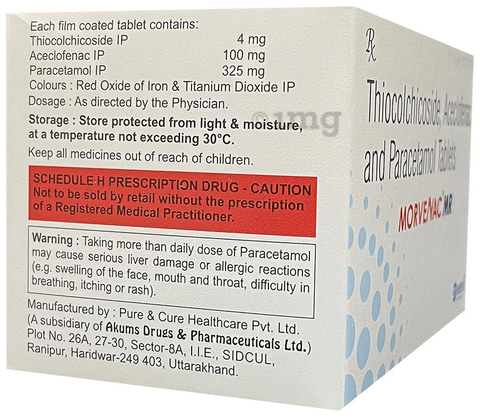 Each film coated tablet contains:
Thiocolchicoside IP 4 mg
Aceclofenac IP 100 mg
Paracetamol IP 325 mg
Colours : Red Oxide of Iron & Titanium Dioxide IP
Dosage : As directed by the Physician.
Storage : Store protected from light & moisture,
at a temperature not exceeding 30°C.
Keep all medicines out of reach of children.
SCHEDULE H PRESCRIPTION DRUG - CAUTION
Not to be sold by retail without the prescription
of a Registered Medical Practitioner.
Warning : Taking more than daily dose of Paracetamol
may cause serious liver damage or allergic reactions
(e.g. swelling of the face, mouth and throat, difficulty in
breathing, itching or rash).
Manufactured by : Pure & Cure Healthcare Pvt. Ltd.
(A subsidiary of Akums Drugs & Pharmaceuticals Ltd.)
Plot No. 26A, 27-30, Sector-8A, I.I.E., SIDCUL,
Ranipur, Haridwar-249 403, Uttarakhand.
1mg
℞
Thiocolchicoside, Aceclofenac
and Paracetamol Tablets
MORVENAC MR